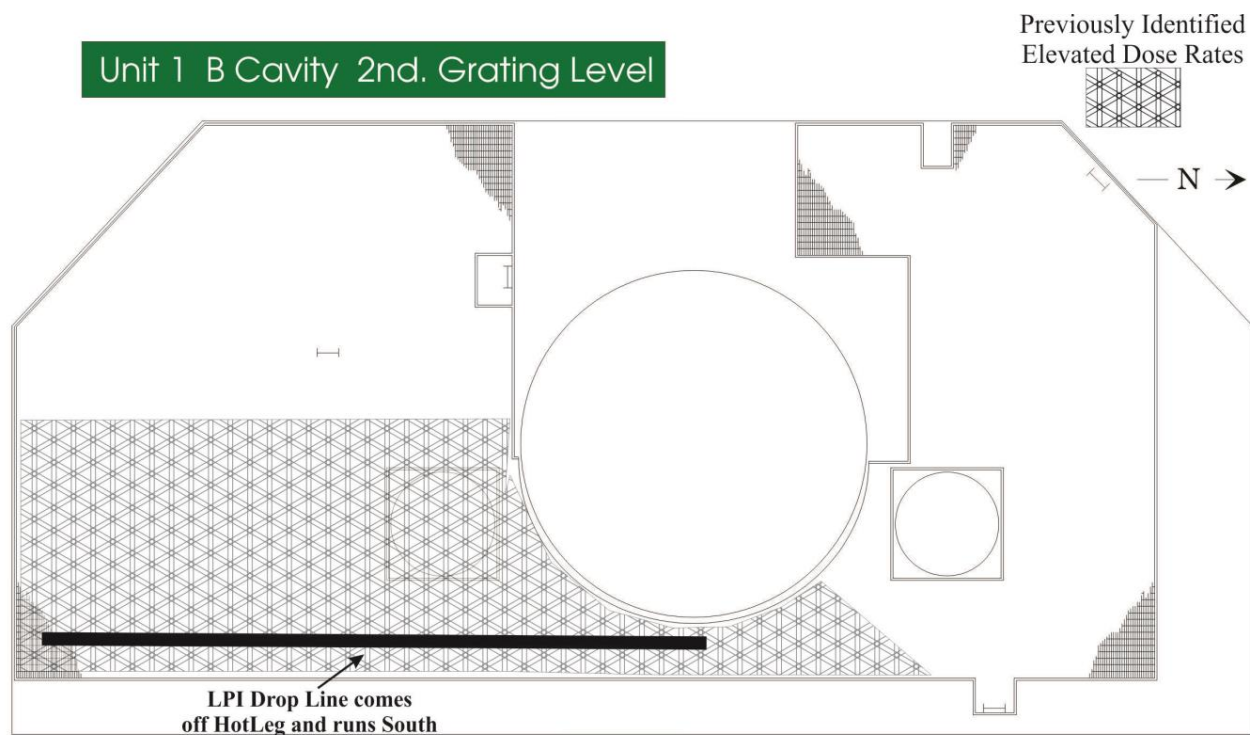 Previously Identified
Elevated Dose Rates
Unit 1 B Cavity 2nd. Grating Level
N
LPI Drop Line comes
off HotLeg and runs South